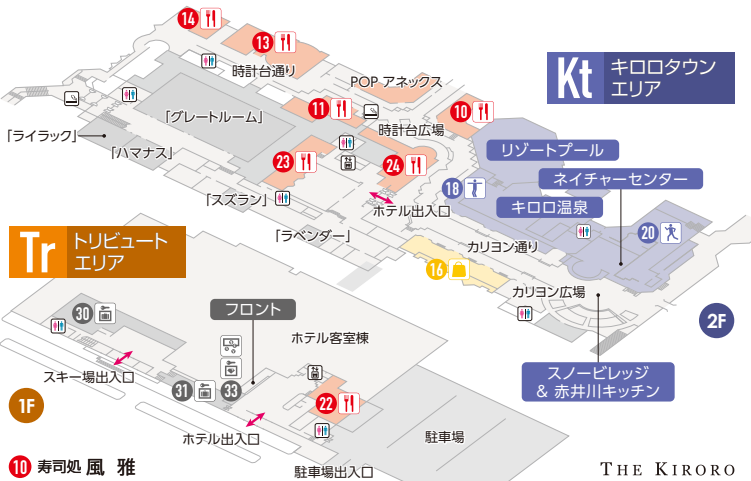 14
13
時計台通り
POP アネックス
Kt
キロロタウン
エリア
「グレートルーム」
11
10
時計台広場
「ライラック」
「ハマナス」
リゾートプール
23
24
18
ネイチャーセンター
「スズラン」
ホテル出入口
キロロ温泉
20
「ラベンダー」
カリヨン通り
Tr
トリビュート
エリア
16
カリヨン広場
30
フロント
2F
ホテル客室棟
スキー場出入口
31
33
スノービレッジ
& 赤井川キッチン
1F
22
ホテル出入口
駐車場
10 寿司処 風 雅
駐車場出入口
THE KIRORO